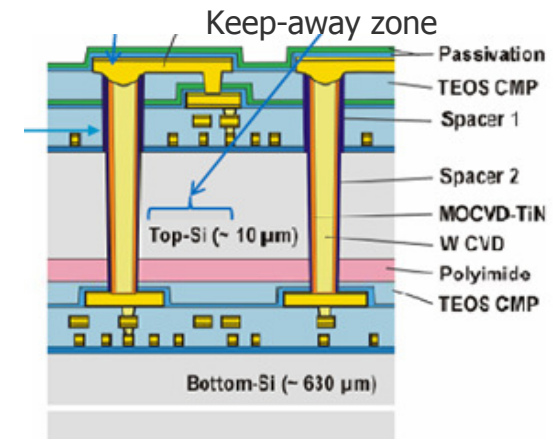 Keep-away zone
Passivation
TEOS CMP
Spacer 1
Spacer 2
Top-Si (~ 10 µm)
MOCVD-TiN
W CVD
Polyimide
TEOS CMP
Bottom-Si (~ 630 µm)